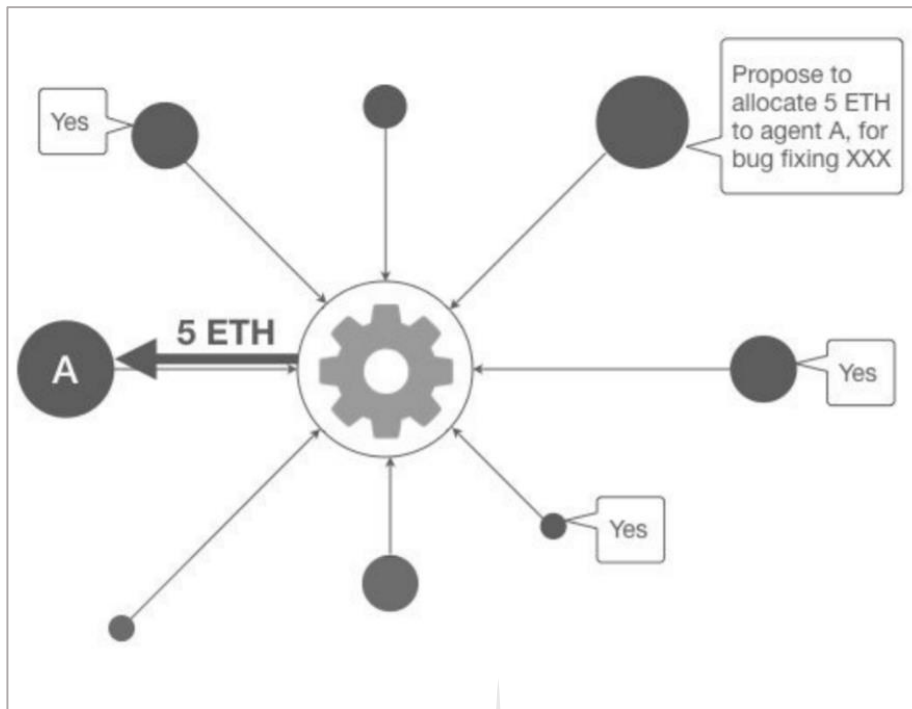 Yes
Propose to
allocate 5 ETH
to agent A, for
bug fixing XXX
5 ETH
A
Yes
Yes